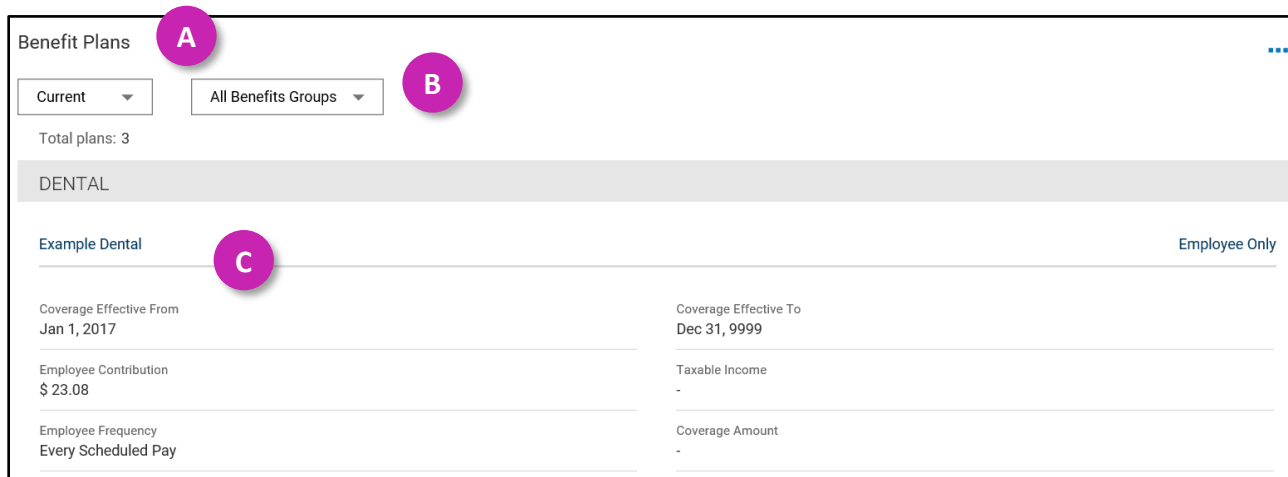 Benefit Plans
A
Current
All Benefits Groups
B
Total plans: 3
DENTAL
Example Dental
C
Employee Only
Coverage Effective From
Coverage Effective To
Jan 1, 2017
Dec 31, 9999
Employee Contribution
Taxable Income
$ 23.08
-
Employee Frequency
Coverage Amount
Every Scheduled Pay
-